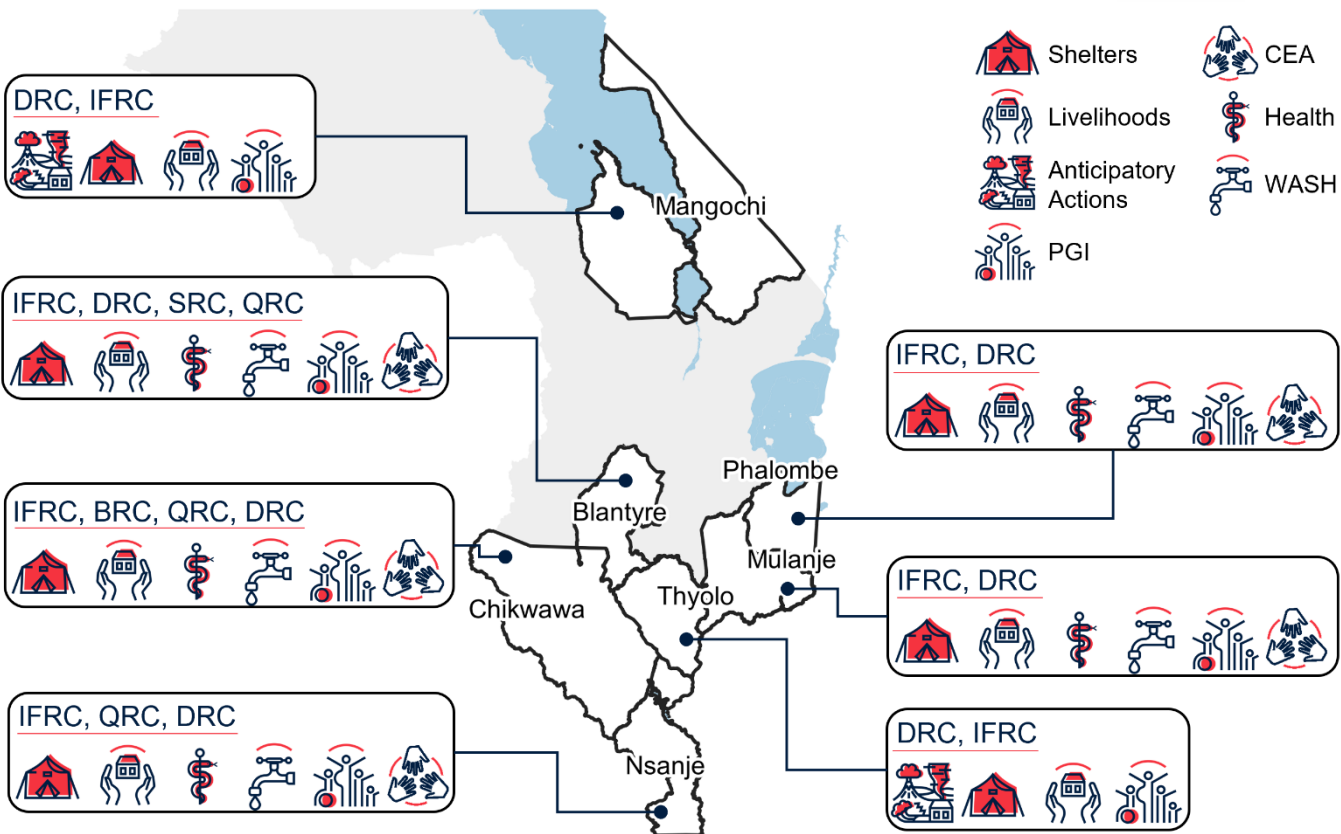 Shelters
CEA
Livelihoods
Health
Anticipatory
Actions
WASH
PGI
DRC, IFRC
Mangochi
IFRC, DRC, SRC, QRC
IFRC, DRC
Phalombe
Blantyre
IFRC, BRC, QRC, DRC
Mulanje
IFRC, DRC
Thyolo
Chikwawa
IFRC, QRC, DRC
DRC, IFRC
Nsanje